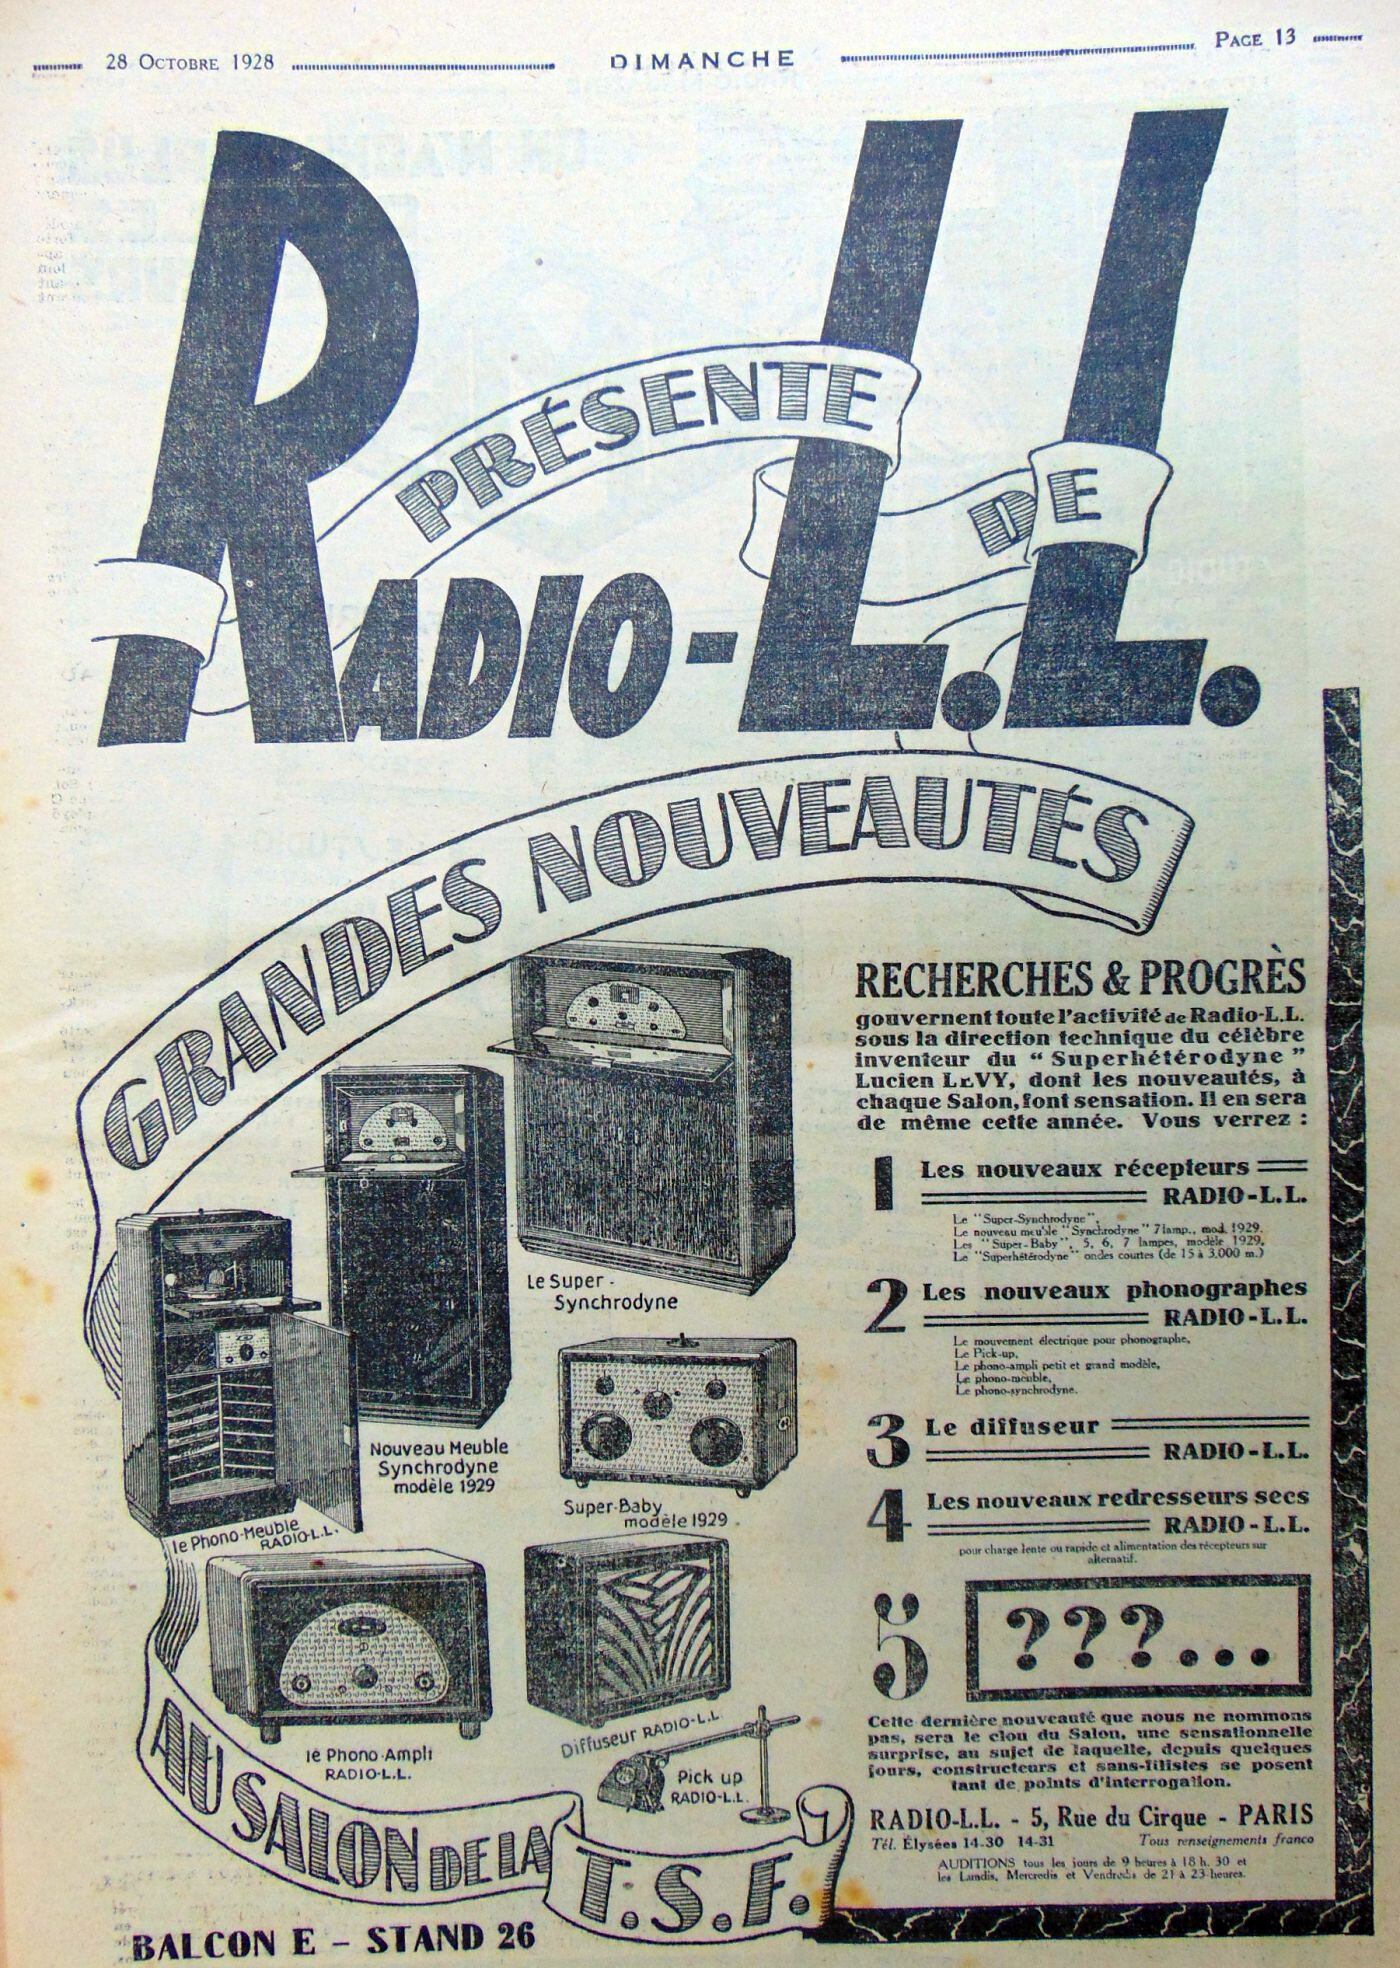 28 OCTOBRE 1928
DIMANCHE
PAGE 13
RADIO-L.L.
PRÉSENTE
DE
GRANDES NOUVEAUTÉS
Le Super-
Synchrodyne
Nouveau Meuble
Synchrodyne
modèle 1929
le Phono-Meuble
RADIO-L.L.
Super-Baby
modèle 1929
le Phono-Ampli
RADIO-L.L.
Diffuseur RADIO-L.L.
Pick up
RADIO-L.L.
AU SALON DE LA
T.S.F.
BALCON E - STAND 26
RECHERCHES & PROGRÈS
gouvernent toute l'activité de Radio-L.L.
sous la direction technique du célèbre
inventeur du "Superhétérodyne"
Lucien LEVY, dont les nouveautés, à
chaque Salon, font sensation. Il en sera
de même cette année. Vous verrez :
1 Les nouveaux récepteurs
RADIO-L.L.
Le "Super-Synchrodyne",
Le nouveau meuble "Synchrodyne" 7 lamp., mod. 1929.
Les "Super-Baby", 5, 6, 7 lampes, modèle 1929,
Le "Superhétérodyne" ondes courtes (de 15 à 3.000 m.)
2 Les nouveaux phonographes
RADIO-L.L.
Le mouvement électrique pour phonographe,
Le Pick-up,
Le phono-ampli petit et grand modèle,
Le phono-meuble,
Le phono-synchrodyne.
3 Le diffuseur
RADIO-L.L.
4 Les nouveaux redresseurs secs
RADIO-L.L.
pour charge lente ou rapide et alimentation des récepteurs sur
alternatif.
5 ???...
Cette dernière nouveauté que nous ne nommons
pas, sera le clou du Salon, une sensationnelle
surprise, au sujet de laquelle, depuis quelques
jours, constructeurs et sans-filistes se posent
tant de points d'interrogation.
RADIO-L.L. - 5, Rue du Cirque - PARIS
Tél. Élysées 14-30 14-31 Tous renseignements franco
AUDITIONS tous les jours de 9 heures à 18 h. 30 et
les Lundis, Mercredis et Vendredis de 21 à 23 heures.